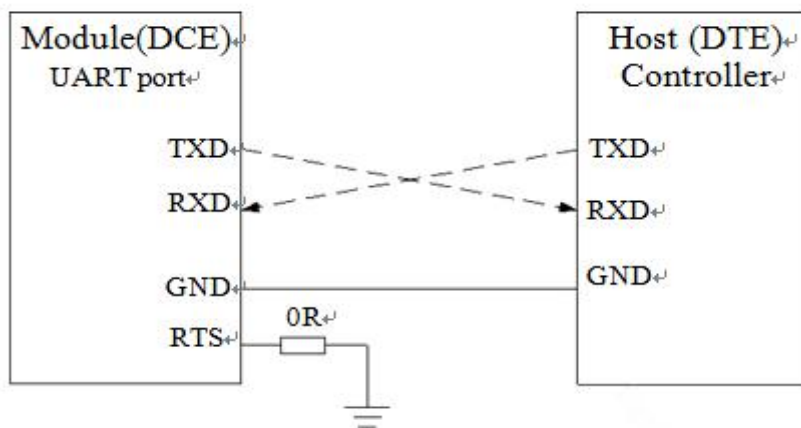 Module(DCE)↵
UART port↵
TXD↵
RXD↵
GND↵
RTS↵
0R↵
Host (DTE)↵
Controller↵
TXD↵
RXD↵
GND↵